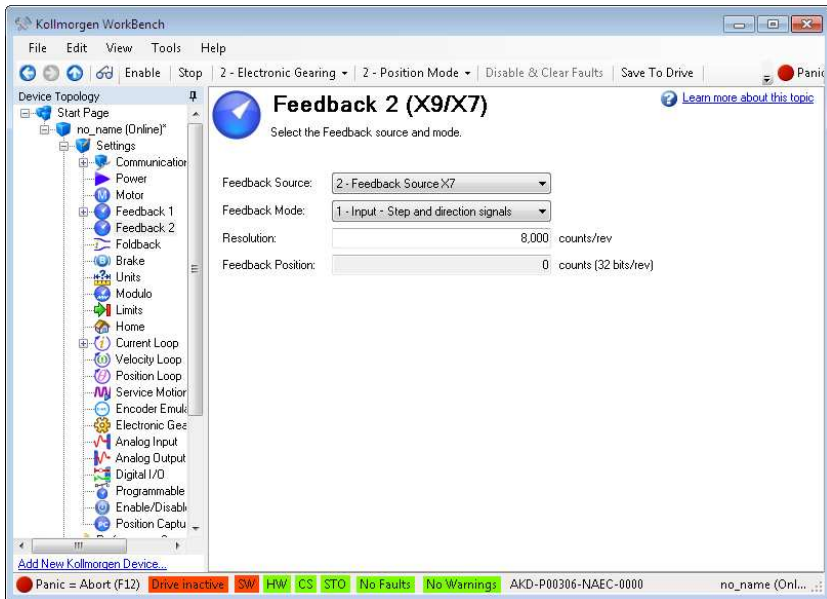 Kollmorgen WorkBench
File Edit View Tools Help
Enable Stop 2 - Electronic Gearing 2 - Position Mode Disable & Clear Faults Save To Drive Panic
Device Topology
Start Page
no_name (Online)*
Settings
Communication
Power
Motor
Feedback 1
Feedback 2
Foldback
Brake
Units
Modulo
Limits
Home
Current Loop
Velocity Loop
Position Loop
Service Motion
Encoder Emula
Electronic Gea
Analog Input
Analog Output
Digital I/O
Programmable
Enable/Disabl
Position Captu
Add New Kollmorgen Device...
Feedback 2 (X9/X7)
Learn more about this topic
Select the Feedback source and mode.
Feedback Source: 2 - Feedback Source X7
Feedback Mode: 1 - Input - Step and direction signals
Resolution: 8,000 counts/rev
Feedback Position: 0 counts (32 bits/rev)
Panic = Abort (F12) Drive inactive SW HW CS STO No Faults No Warnings AKD-P00306-NAEC-0000 no_name (Onl...